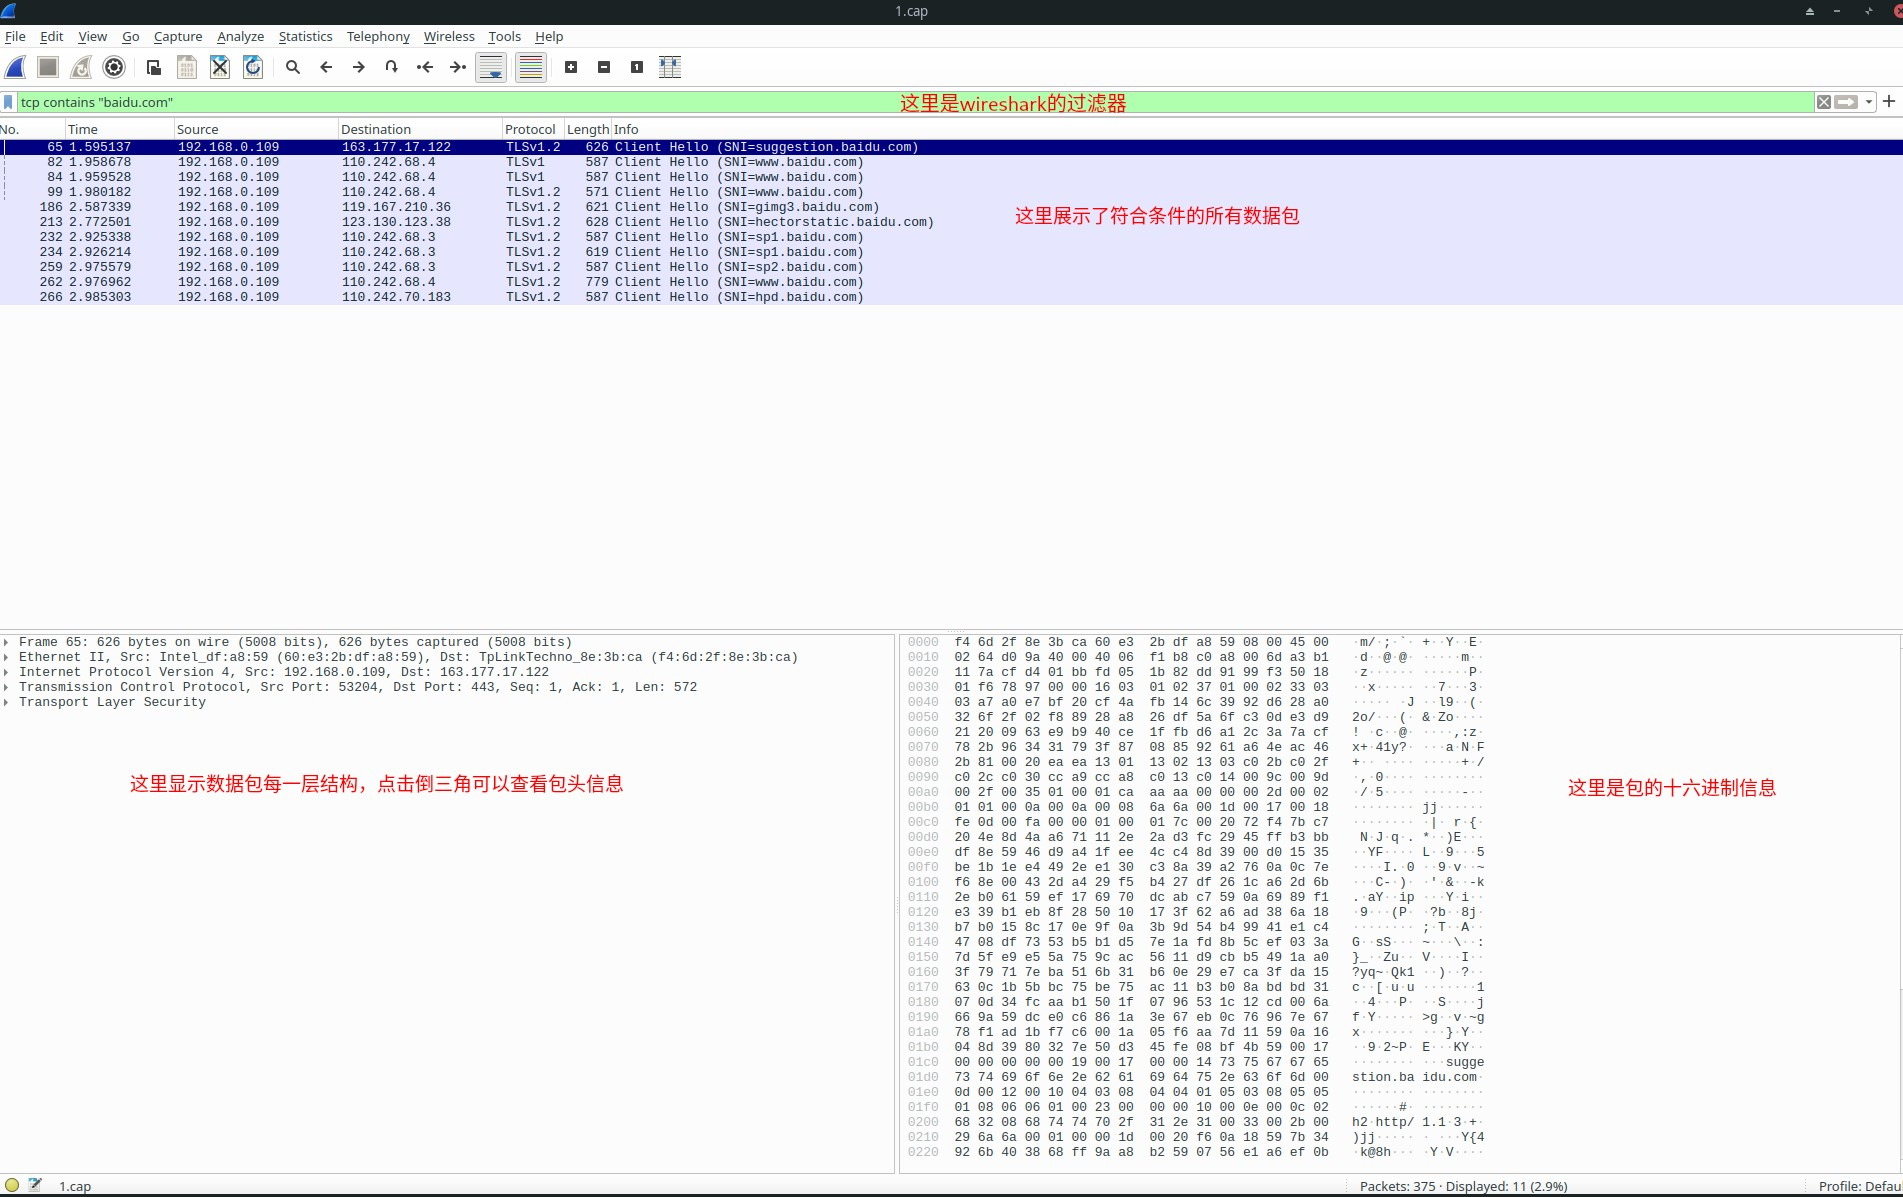 1.cap
File Edit View Go Capture Analyze Statistics Telephony Wireless Tools Help
tcp contains "baidu.com" 这里是wireshark的过滤器
No. Time Source Destination Protocol Length Info
65 1.595137 192.168.0.109 163.177.17.122 TLSv1.2 626 Client Hello (SNI=suggestion.baidu.com)
82 1.958678 192.168.0.109 110.242.68.4 TLSv1 587 Client Hello (SNI=www.baidu.com)
84 1.959528 192.168.0.109 110.242.68.4 TLSv1 587 Client Hello (SNI=www.baidu.com)
99 1.980182 192.168.0.109 110.242.68.4 TLSv1.2 571 Client Hello (SNI=www.baidu.com)
186 2.587339 192.168.0.109 119.167.210.36 TLSv1.2 621 Client Hello (SNI=gimg3.baidu.com)
213 2.772501 192.168.0.109 123.130.123.38 TLSv1.2 628 Client Hello (SNI=hectorstatic.baidu.com)
这里展示了符合条件的所有数据包
232 2.925338 192.168.0.109 110.242.68.3 TLSv1.2 587 Client Hello (SNI=sp1.baidu.com)
234 2.926214 192.168.0.109 110.242.68.3 TLSv1.2 619 Client Hello (SNI=sp1.baidu.com)
259 2.975579 192.168.0.109 110.242.68.3 TLSv1.2 587 Client Hello (SNI=sp2.baidu.com)
262 2.976962 192.168.0.109 110.242.68.4 TLSv1.2 779 Client Hello (SNI=www.baidu.com)
266 2.985303 192.168.0.109 110.242.70.183 TLSv1.2 587 Client Hello (SNI=hpd.baidu.com)
Frame 65: 626 bytes on wire (5008 bits), 626 bytes captured (5008 bits)
Ethernet II, Src: Intel_df:a8:59 (60:e3:2b:df:a8:59), Dst: TpLinkTechno_8e:3b:ca (f4:6d:2f:8e:3b:ca)
Internet Protocol Version 4, Src: 192.168.0.109, Dst: 163.177.17.122
Transmission Control Protocol, Src Port: 53204, Dst Port: 443, Seq: 1, Ack: 1, Len: 572
Transport Layer Security
这里显示数据包每一层结构，点击倒三角可以查看包头信息
0000 f4 6d 2f 8e 3b ca 60 e3 2b df a8 59 08 00 45 00 ·m/·;·`· +··Y··E·
0010 02 64 d0 9a 40 00 40 06 f1 b8 c0 a8 00 6d a3 b1 ·d··@·@· ·····m··
0020 11 7a cf d4 01 bb fd 05 1b 82 dd 91 99 f3 50 18 ·z······ ······P·
0030 01 f6 78 97 00 00 16 03 01 02 37 01 00 02 33 03 ··x····· ··7···3·
0040 03 a7 a0 e7 bf 20 cf 4a fb 14 6c 39 92 d6 28 a0 ····· ·J ··l9··(·
0050 32 6f 2f 02 f8 89 28 a8 26 df 5a 6f c3 0d e3 d9 2o/···(· &·Zo····
0060 21 20 09 63 e9 b9 40 ce 1f fb d6 a1 2c 3a 7a cf ! ·c··@· ····,:z·
0070 78 2b 96 34 31 79 3f 87 08 85 92 61 a6 4e ac 46 x+·41y?· ···a·N·F
0080 2b 81 00 20 ea ea 13 01 13 02 13 03 c0 2b c0 2f +·· ···· ·····+·/
0090 c0 2c c0 30 cc a9 cc a8 c0 13 c0 14 00 9c 00 9d ·,·0···· ········
00a0 00 2f 00 35 01 00 01 ca aa aa 00 00 00 2d 00 02 ·/·5···· ·····-··
00b0 01 01 00 0a 00 0a 00 08 6a 6a 00 1d 00 17 00 18 ········ jj······
00c0 fe 0d 00 fa 00 00 01 00 01 7c 00 20 72 f4 7b c7 ········ ·|· r·{·
00d0 20 4e 8d 4a a6 71 11 2e 2a d3 fc 29 45 ff b3 bb  N·J·q·. *··)E···
00e0 df 8e 59 46 d9 a4 1f ee 4c c4 8d 39 00 d0 15 35 ··YF···· L··9···5
00f0 be 1b 1e e4 49 2e e1 30 c3 8a 39 a2 76 0a 0c 7e ····I.·0 ··9·v··~
0100 f6 8e 00 43 2d a4 29 f5 b4 27 df 26 1c a6 2d 6b ···C-·)· ·'·&··-k
0110 2e b0 61 59 ef 17 69 70 dc ab c7 59 0a 69 89 f1 .·aY··ip ···Y·i··
0120 e3 39 b1 eb 8f 28 50 10 17 3f 62 a6 ad 38 6a 18 ·9···(P· ·?b··8j·
0130 b7 b0 15 8c 17 0e 9f 0a 3b 9d 54 b4 99 41 e1 c4 ········ ;·T··A··
0140 47 08 df 73 53 b5 b1 d5 7e 1a fd 8b 5c ef 03 3a G··sS··· ~···\··:
0150 7d 5f e9 e5 5a 75 9c ac 56 11 d9 cb b5 49 1a a0 }_··Zu·· V····I··
0160 3f 79 71 7e ba 51 6b 31 b6 0e 29 e7 ca 3f da 15 ?yq~·Qk1 ··)··?··
0170 63 0c 1b 5b bc 75 be 75 ac 11 b3 b0 8a bd bd 31 c··[·u·u ·······1
0180 07 0d 34 fc aa b1 50 1f 07 96 53 1c 12 cd 00 6a ··4···P· ··S····j
0190 66 9a 59 dc e0 c6 86 1a 3e 67 eb 0c 76 96 7e 67 f·Y····· >g··v·~g
01a0 78 f1 ad 1b f7 c6 00 1a 05 f6 aa 7d 11 59 0a 16 x······· ···}·Y··
01b0 04 8d 39 80 32 7e 50 d3 45 fe 08 bf 4b 59 00 17 ··9·2~P· E···KY··
01c0 00 00 00 00 00 19 00 17 00 00 14 73 75 67 67 65 ········ ···sugge
01d0 73 74 69 6f 6e 2e 62 61 69 64 75 2e 63 6f 6d 00 stion.ba idu.com·
01e0 0d 00 12 00 10 04 03 08 04 04 01 05 03 08 05 05 ········ ········
01f0 01 08 06 06 01 00 23 00 00 00 10 00 0e 00 0c 02 ······#· ········
0200 68 32 08 68 74 74 70 2f 31 2e 31 00 33 00 2b 00 h2·http/ 1.1·3·+·
0210 29 6a 6a 00 01 00 00 1d 00 20 f6 0a 18 59 7b 34 )jj····· · ···Y{4
0220 92 6b 40 38 68 ff 9a a8 b2 59 07 56 e1 a6 ef 0b ·k@8h··· ·Y·V····
这里是包的十六进制信息
1.cap Packets: 375 · Displayed: 11 (2.9%) Profile: Defau